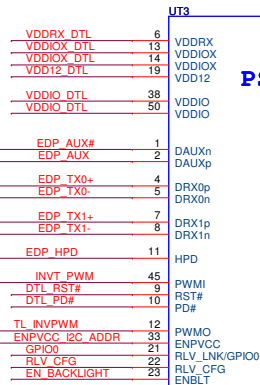 UT3
VDDRX_DTL 6 VDDRX
VDDIOX_DTL 13 VDDIOX
VDDIOX_DTL 14 VDDIOX
VDD12_DTL 19 VDD12
PS
VDDIO_DTL 38 VDDIO
VDDIO_DTL 50 VDDIO
EDP_AUX# 1 DAUXn
EDP_AUX 2 DAUXp
EDP_TX0+ 4 DRX0p
EDP_TX0- 5 DRX0n
EDP_TX1+ 7 DRX1p
EDP_TX1- 8 DRX1n
EDP_HPD 11 HPD
INVT_PWM 45 PWMI
DTL_RST# 9 RST#
DTL_PD# 10 PD#
TL_INVPWM 12 PWMO
ENPVCC_I2C_ADDR 33 ENPVCC
GPIO0 21 RLV_LNK/GPIO0
RLV_CFG 22 RLV_CFG
EN_BACKLIGHT 23 ENBLT